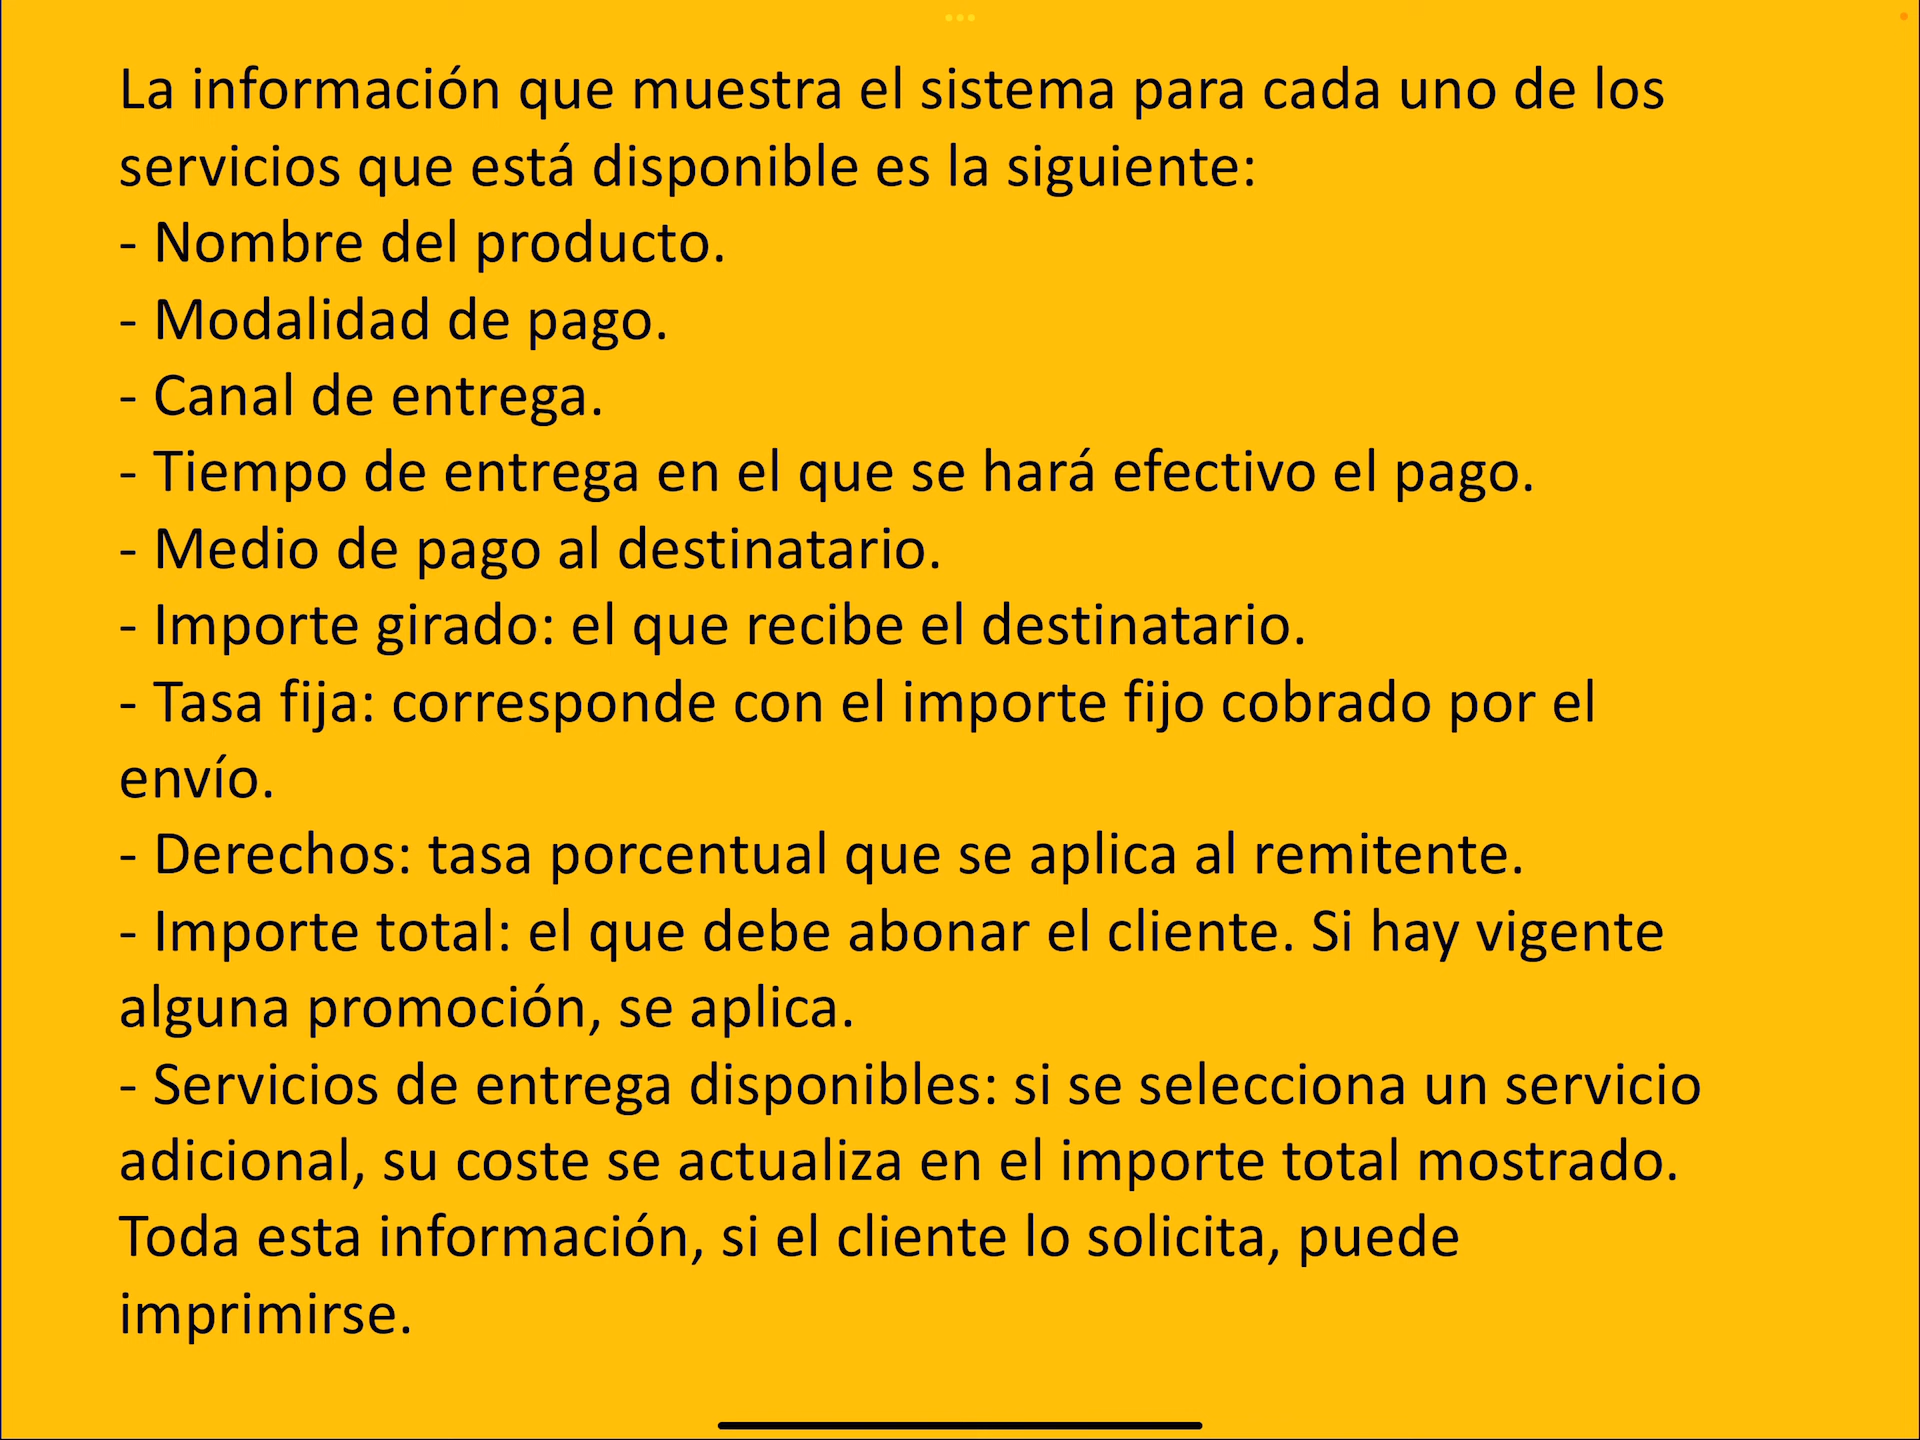 La información que muestra el sistema para cada uno de los
servicios que está disponible es la siguiente:
- Nombre del producto.
- Modalidad de pago.
- Canal de entrega.
- Tiempo de entrega en el que se hará efectivo el pago.
- Medio de pago al destinatario.
- Importe girado: el que recibe el destinatario.
- Tasa fija: corresponde con el importe fijo cobrado por el
envío.
- Derechos: tasa porcentual que se aplica al remitente.
- Importe total: el que debe abonar el cliente. Si hay vigente
alguna promoción, se aplica.
- Servicios de entrega disponibles: si se selecciona un servicio
adicional, su coste se actualiza en el importe total mostrado.
Toda esta información, si el cliente lo solicita, puede
imprimirse.